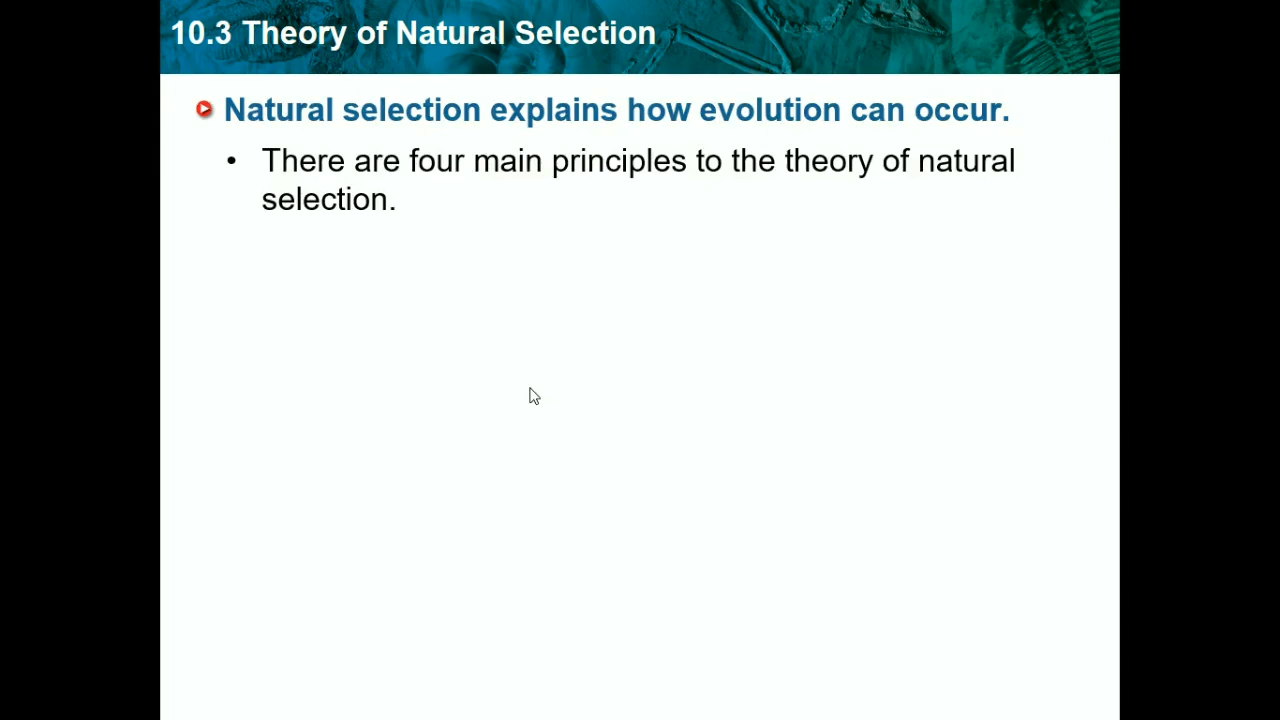 10.3 Theory of Natural Selection
Natural selection explains how evolution can occur.
• There are four main principles to the theory of natural
selection.